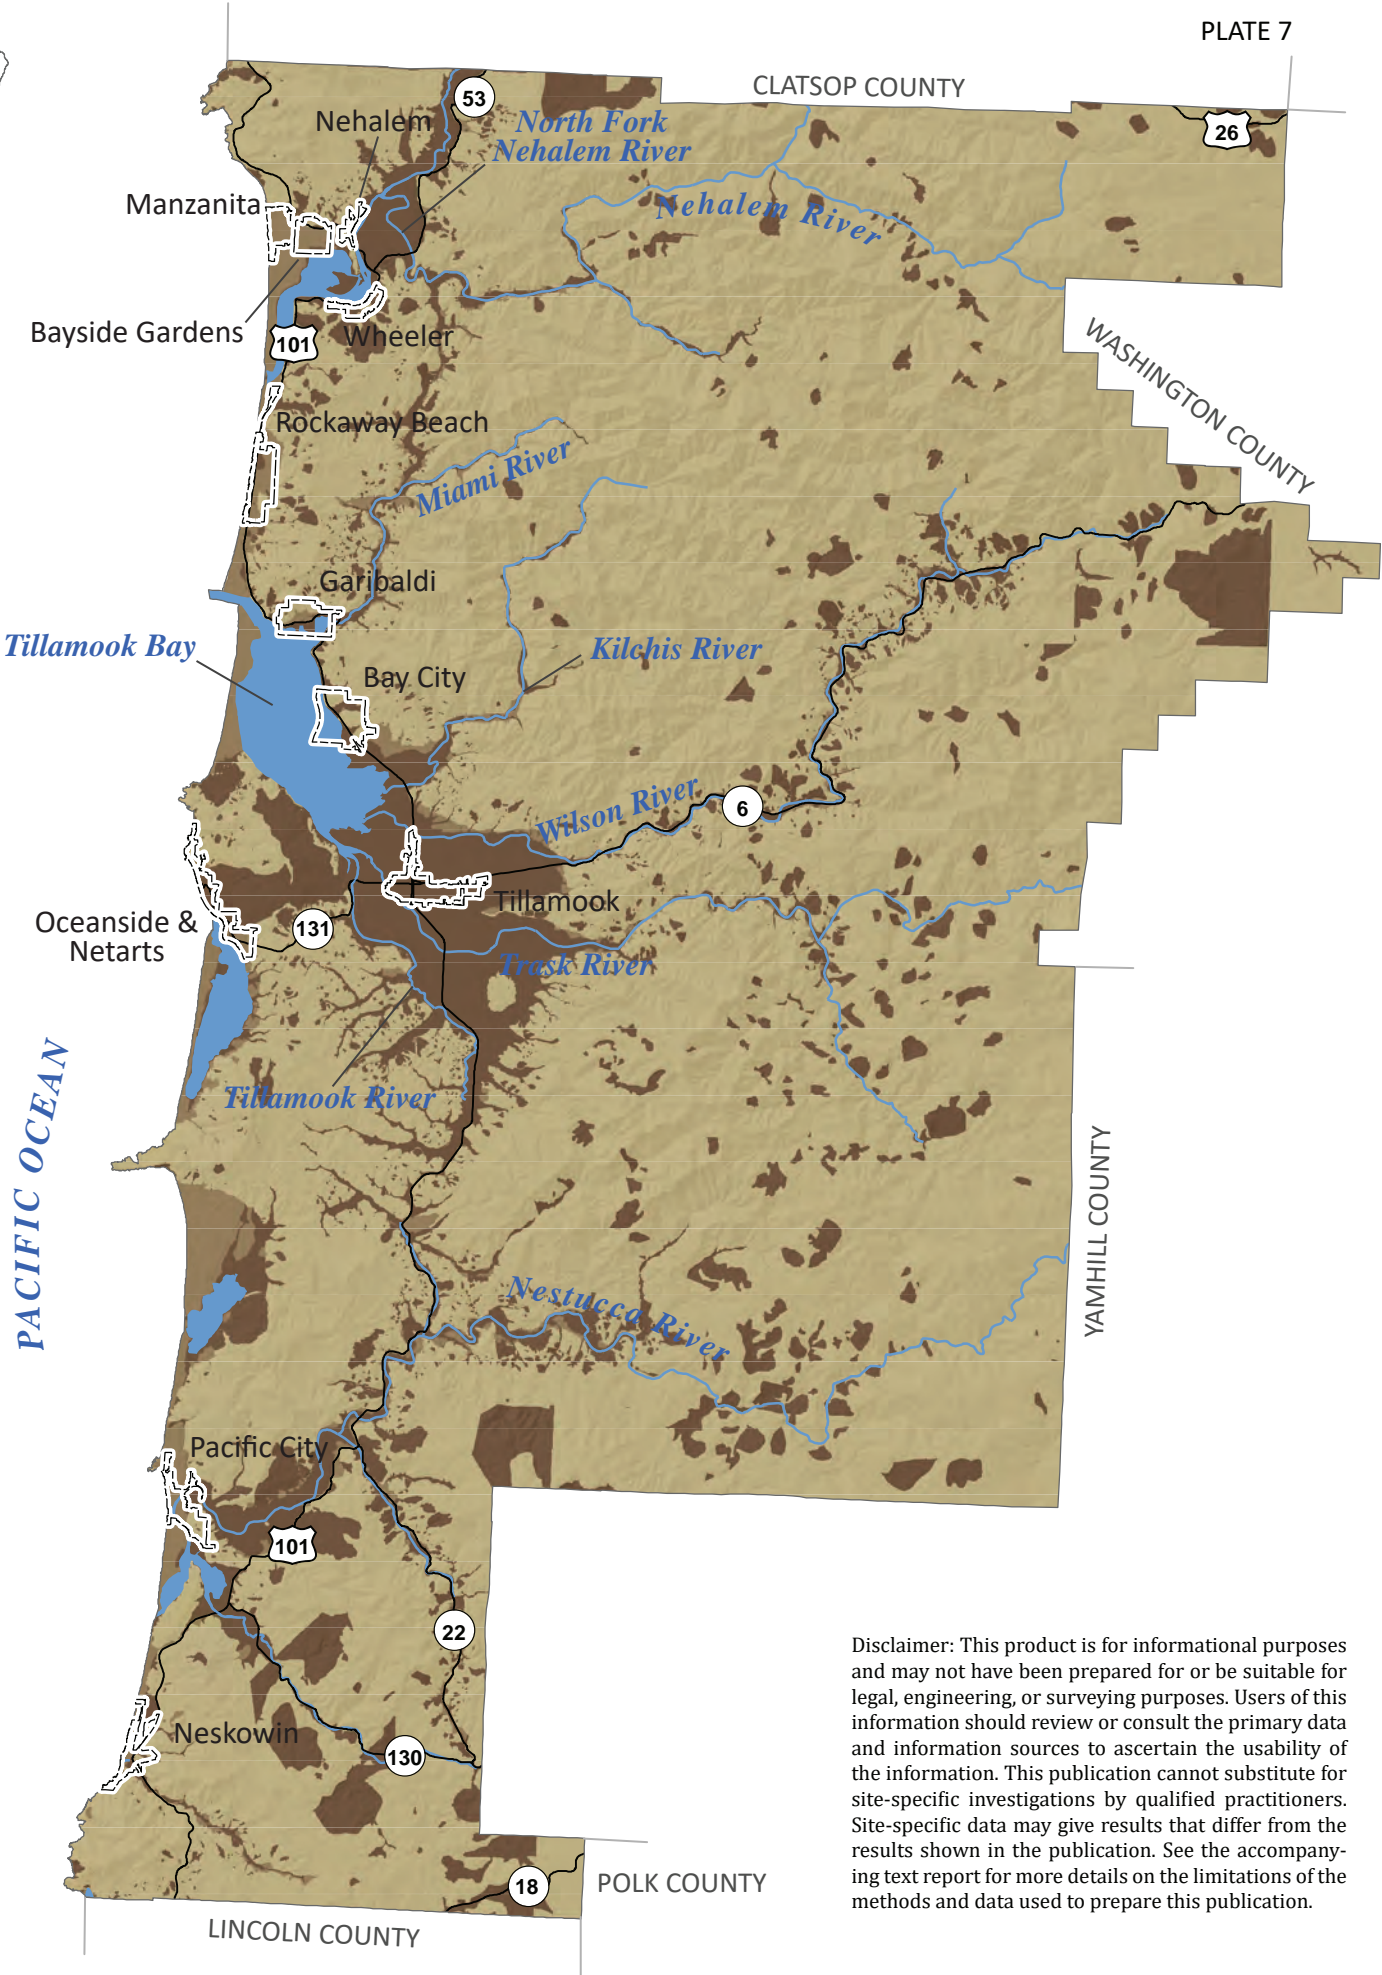 PLATE 7
CLATSOP COUNTY
53
26
Nehalem
North Fork
Nehalem River
Manzanita
Nehalem River
Bayside Gardens
101
Wheeler
WASHINGTON COUNTY
Rockaway Beach
Miami River
Garibaldi
Tillamook Bay
Kilchis River
Bay City
Wilson River
6
Tillamook
Oceanside &
Netarts
131
Trask River
PACIFIC OCEAN
Tillamook River
YAMHILL COUNTY
Nestucca River
Pacific City
101
22
Neskowin
130
18
POLK COUNTY
LINCOLN COUNTY
Disclaimer: This product is for informational purposes
and may not have been prepared for or be suitable for
legal, engineering, or surveying purposes. Users of this
information should review or consult the primary data
and information sources to ascertain the usability of
the information. This publication cannot substitute for
site-specific investigations by qualified practitioners.
Site-specific data may give results that differ from the
results shown in the publication. See the accompany-
ing text report for more details on the limitations of the
methods and data used to prepare this publication.